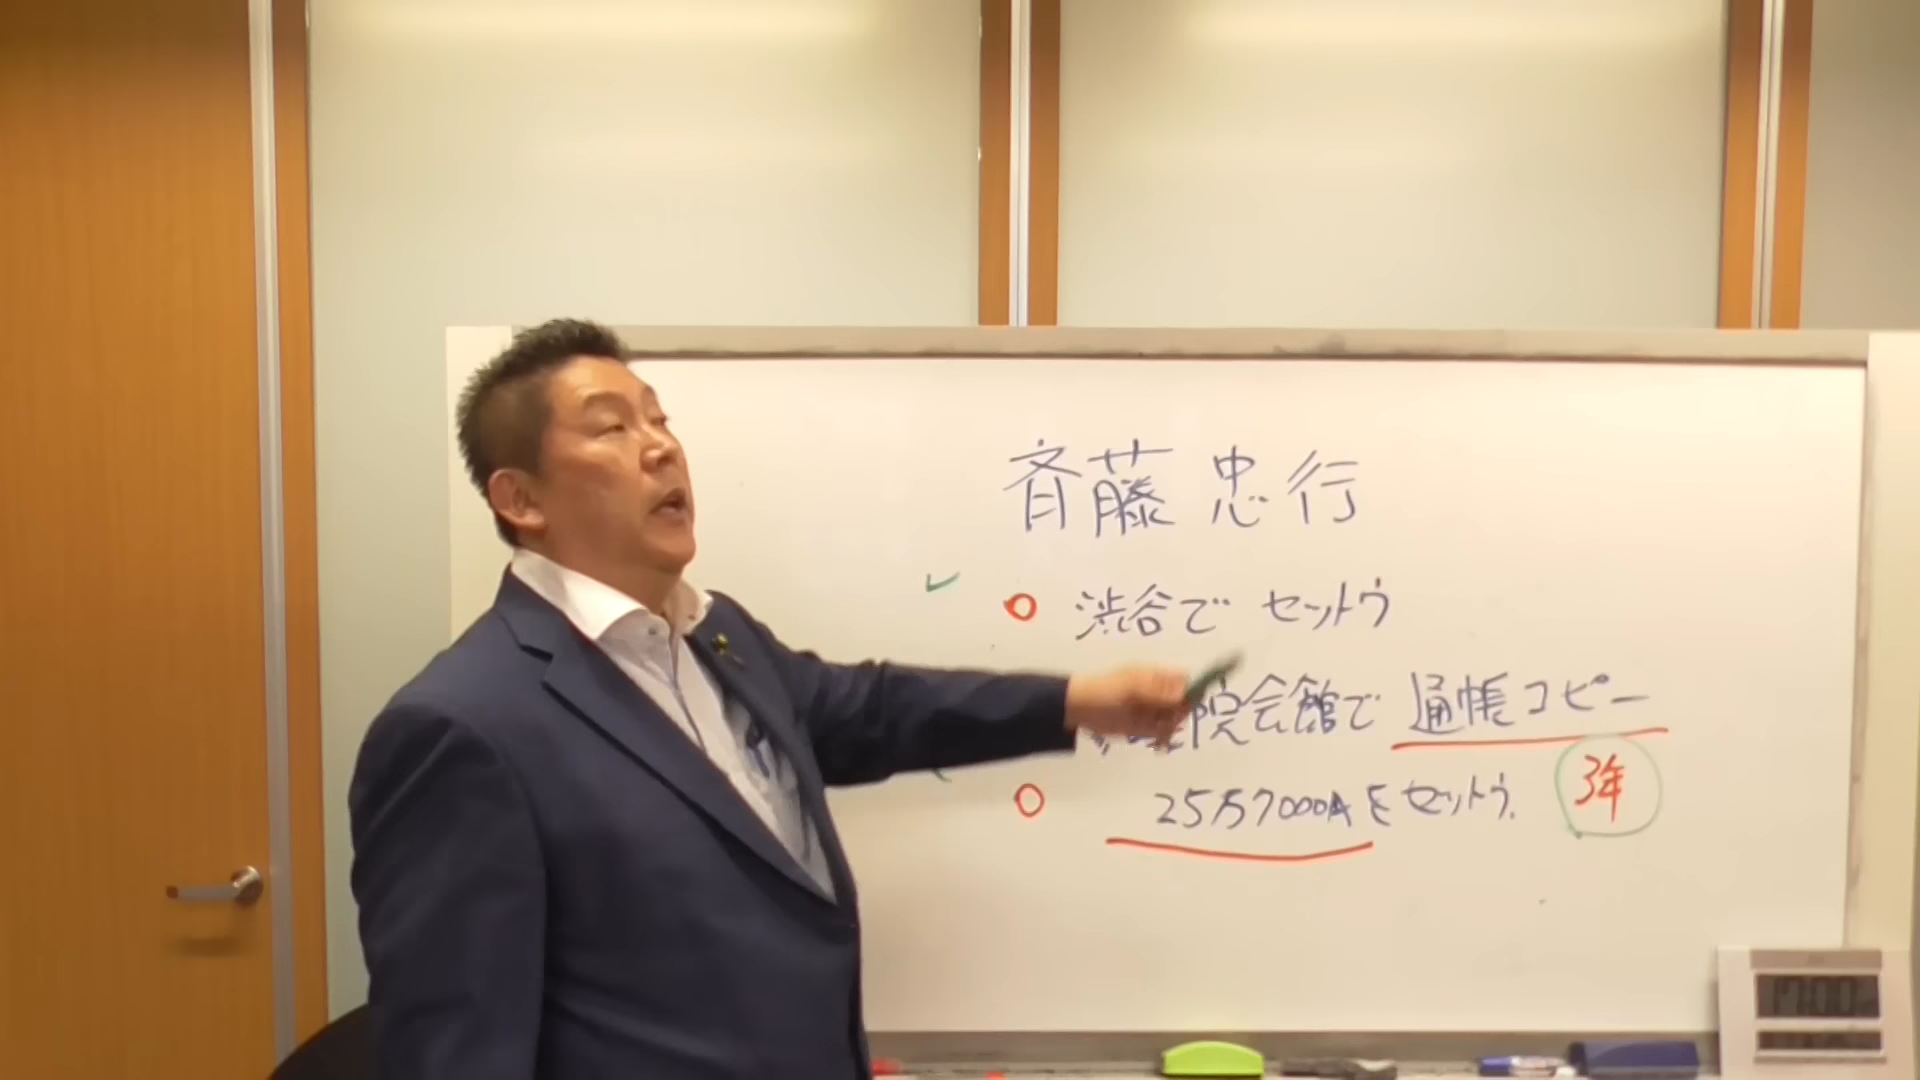 斉藤 忠行
✓ ○ 渋谷で セットウ
院会館で 通帳コピー
○ 25万7000円をセットウ. 3年